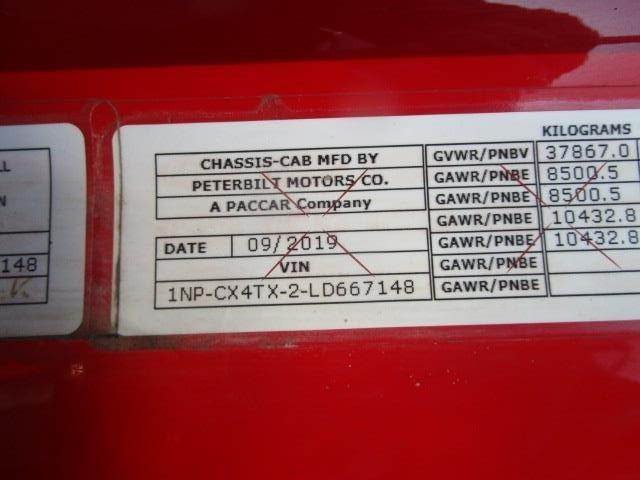 LL
N
7148
KILOGRAMS
CHASSIS-CAB MFD BY GVWR/PNBV 37867.0
PETERBILT MOTORS CO. GAWR/PNBE 8500.5
A PACCAR Company GAWR/PNBE 8500.5
GAWR/PNBE 10432.8
DATE 09/2019 GAWR/PNBE 10432.8
VIN GAWR/PNBE
1NP-CX4TX-2-LD667148 GAWR/PNBE